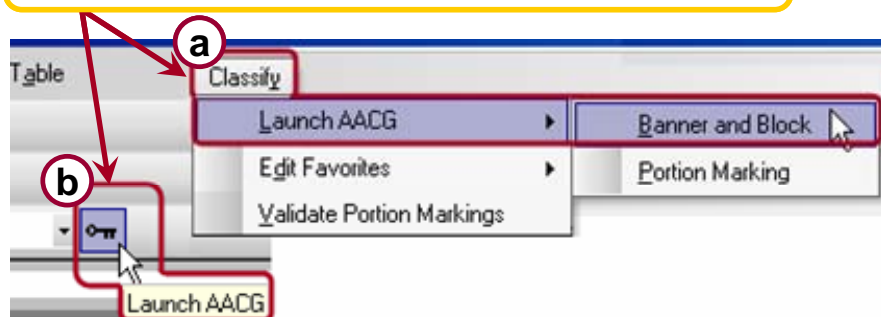 a
Table Classify
Launch AACG Banner and Block
Edit Favorites Portion Marking
b
Validate Portion Markings
Launch AACG